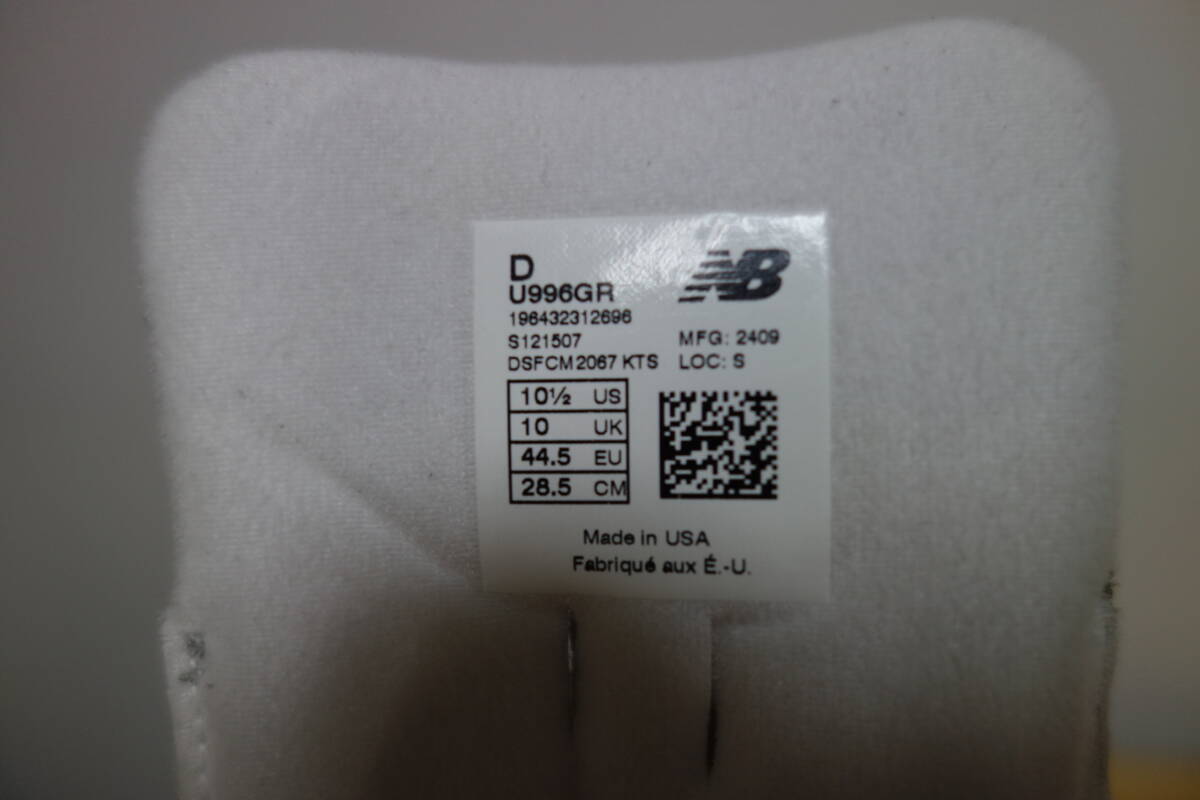 D
NB
U996GR
196432312696
S121507
MFG: 2409
DSFCM2067 KTS
LOC: S
10½ US
10 UK
44.5 EU
28.5 CM
Made in USA
Fabriqué aux É.-U.